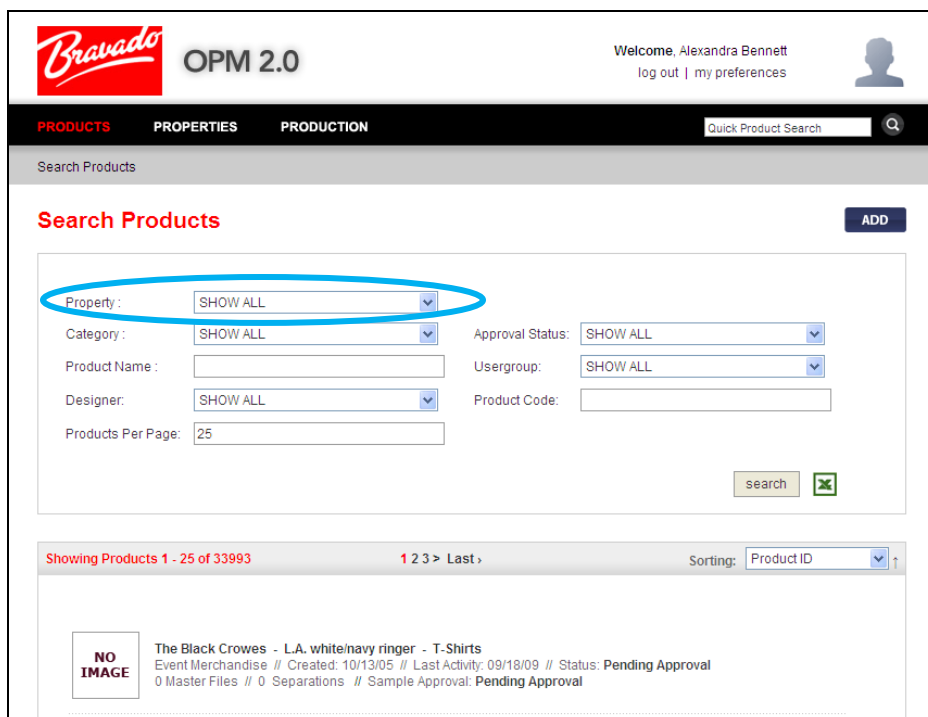 Bravado
OPM 2.0
Welcome, Alexandra Bennett
log out | my preferences
PRODUCTS PROPERTIES PRODUCTION
Quick Product Search
Search Products
Search Products
ADD
Property : SHOW ALL
Category : SHOW ALL Approval Status: SHOW ALL
Product Name : Usergroup: SHOW ALL
Designer: SHOW ALL Product Code:
Products Per Page: 25
search
Showing Products 1 - 25 of 33993 1 2 3 > Last › Sorting: Product ID ↑
NO IMAGE
The Black Crowes - L.A. white/navy ringer - T-Shirts
Event Merchandise // Created: 10/13/05 // Last Activity: 09/18/09 // Status: Pending Approval
0 Master Files // 0 Separations // Sample Approval: Pending Approval